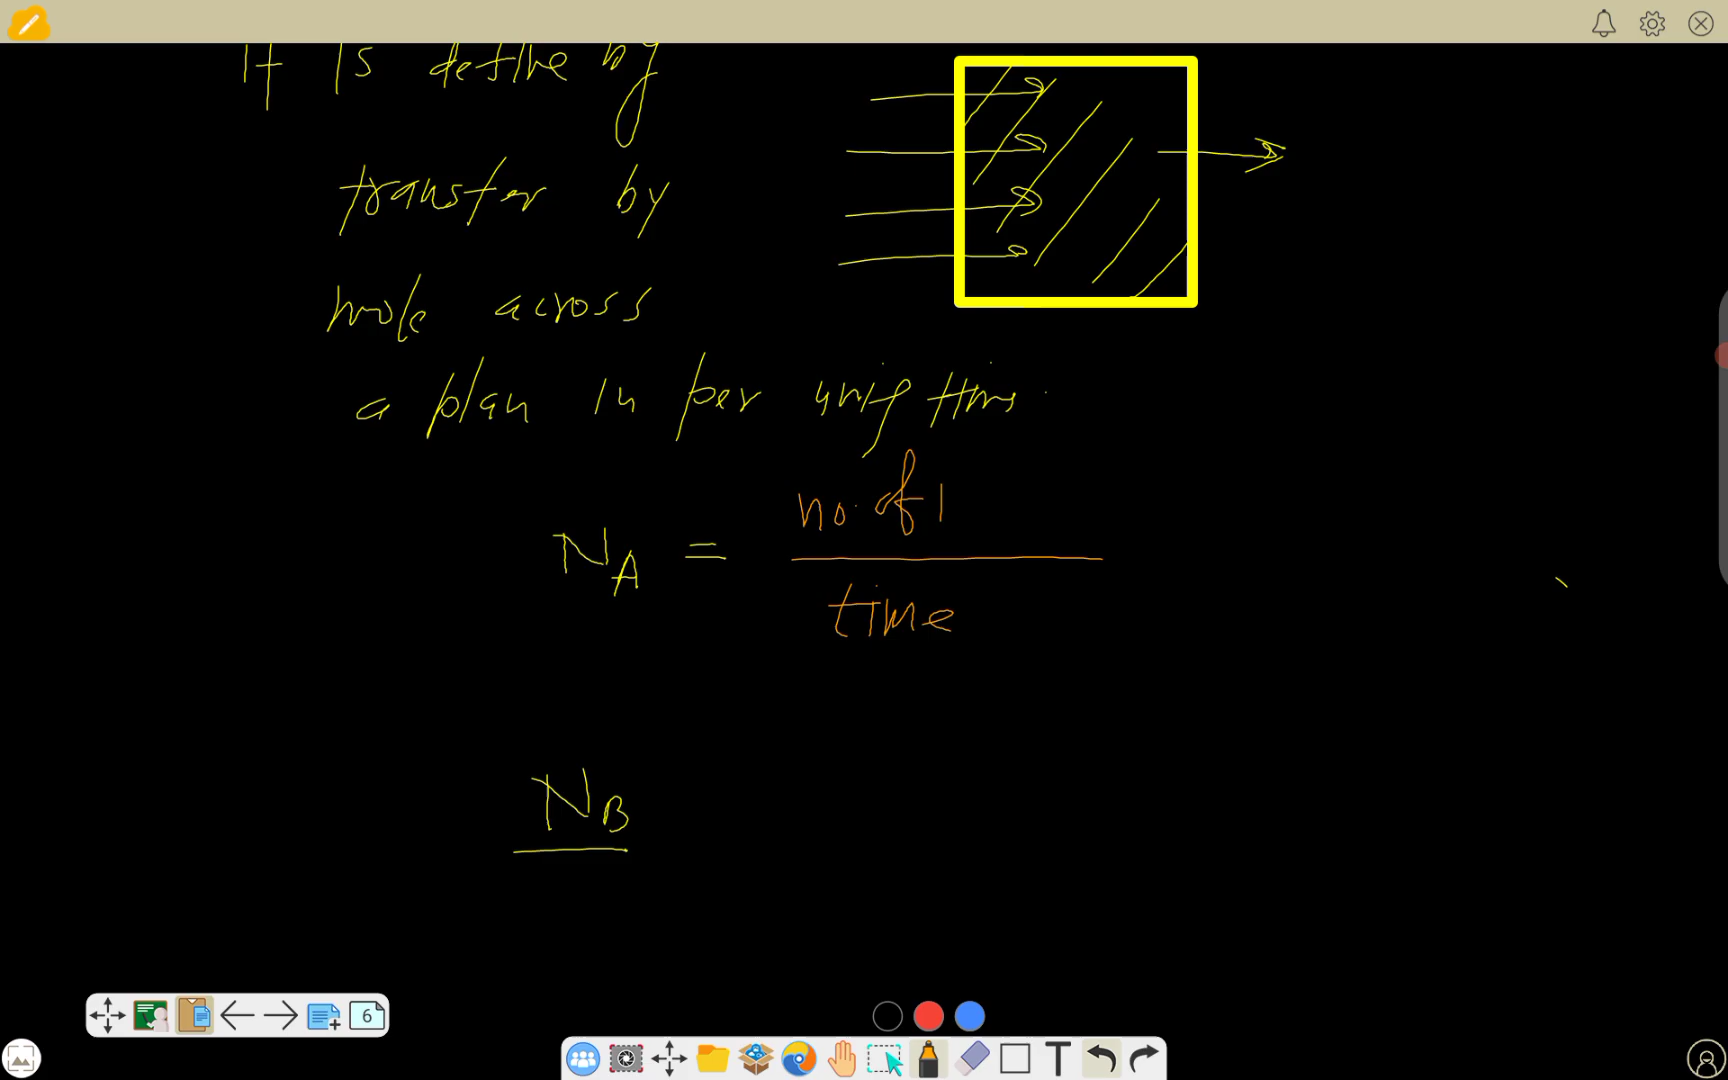 It is define by
transfer by
mole across
a plan in per unit time
NA = no. of 1
time
NB
6
T